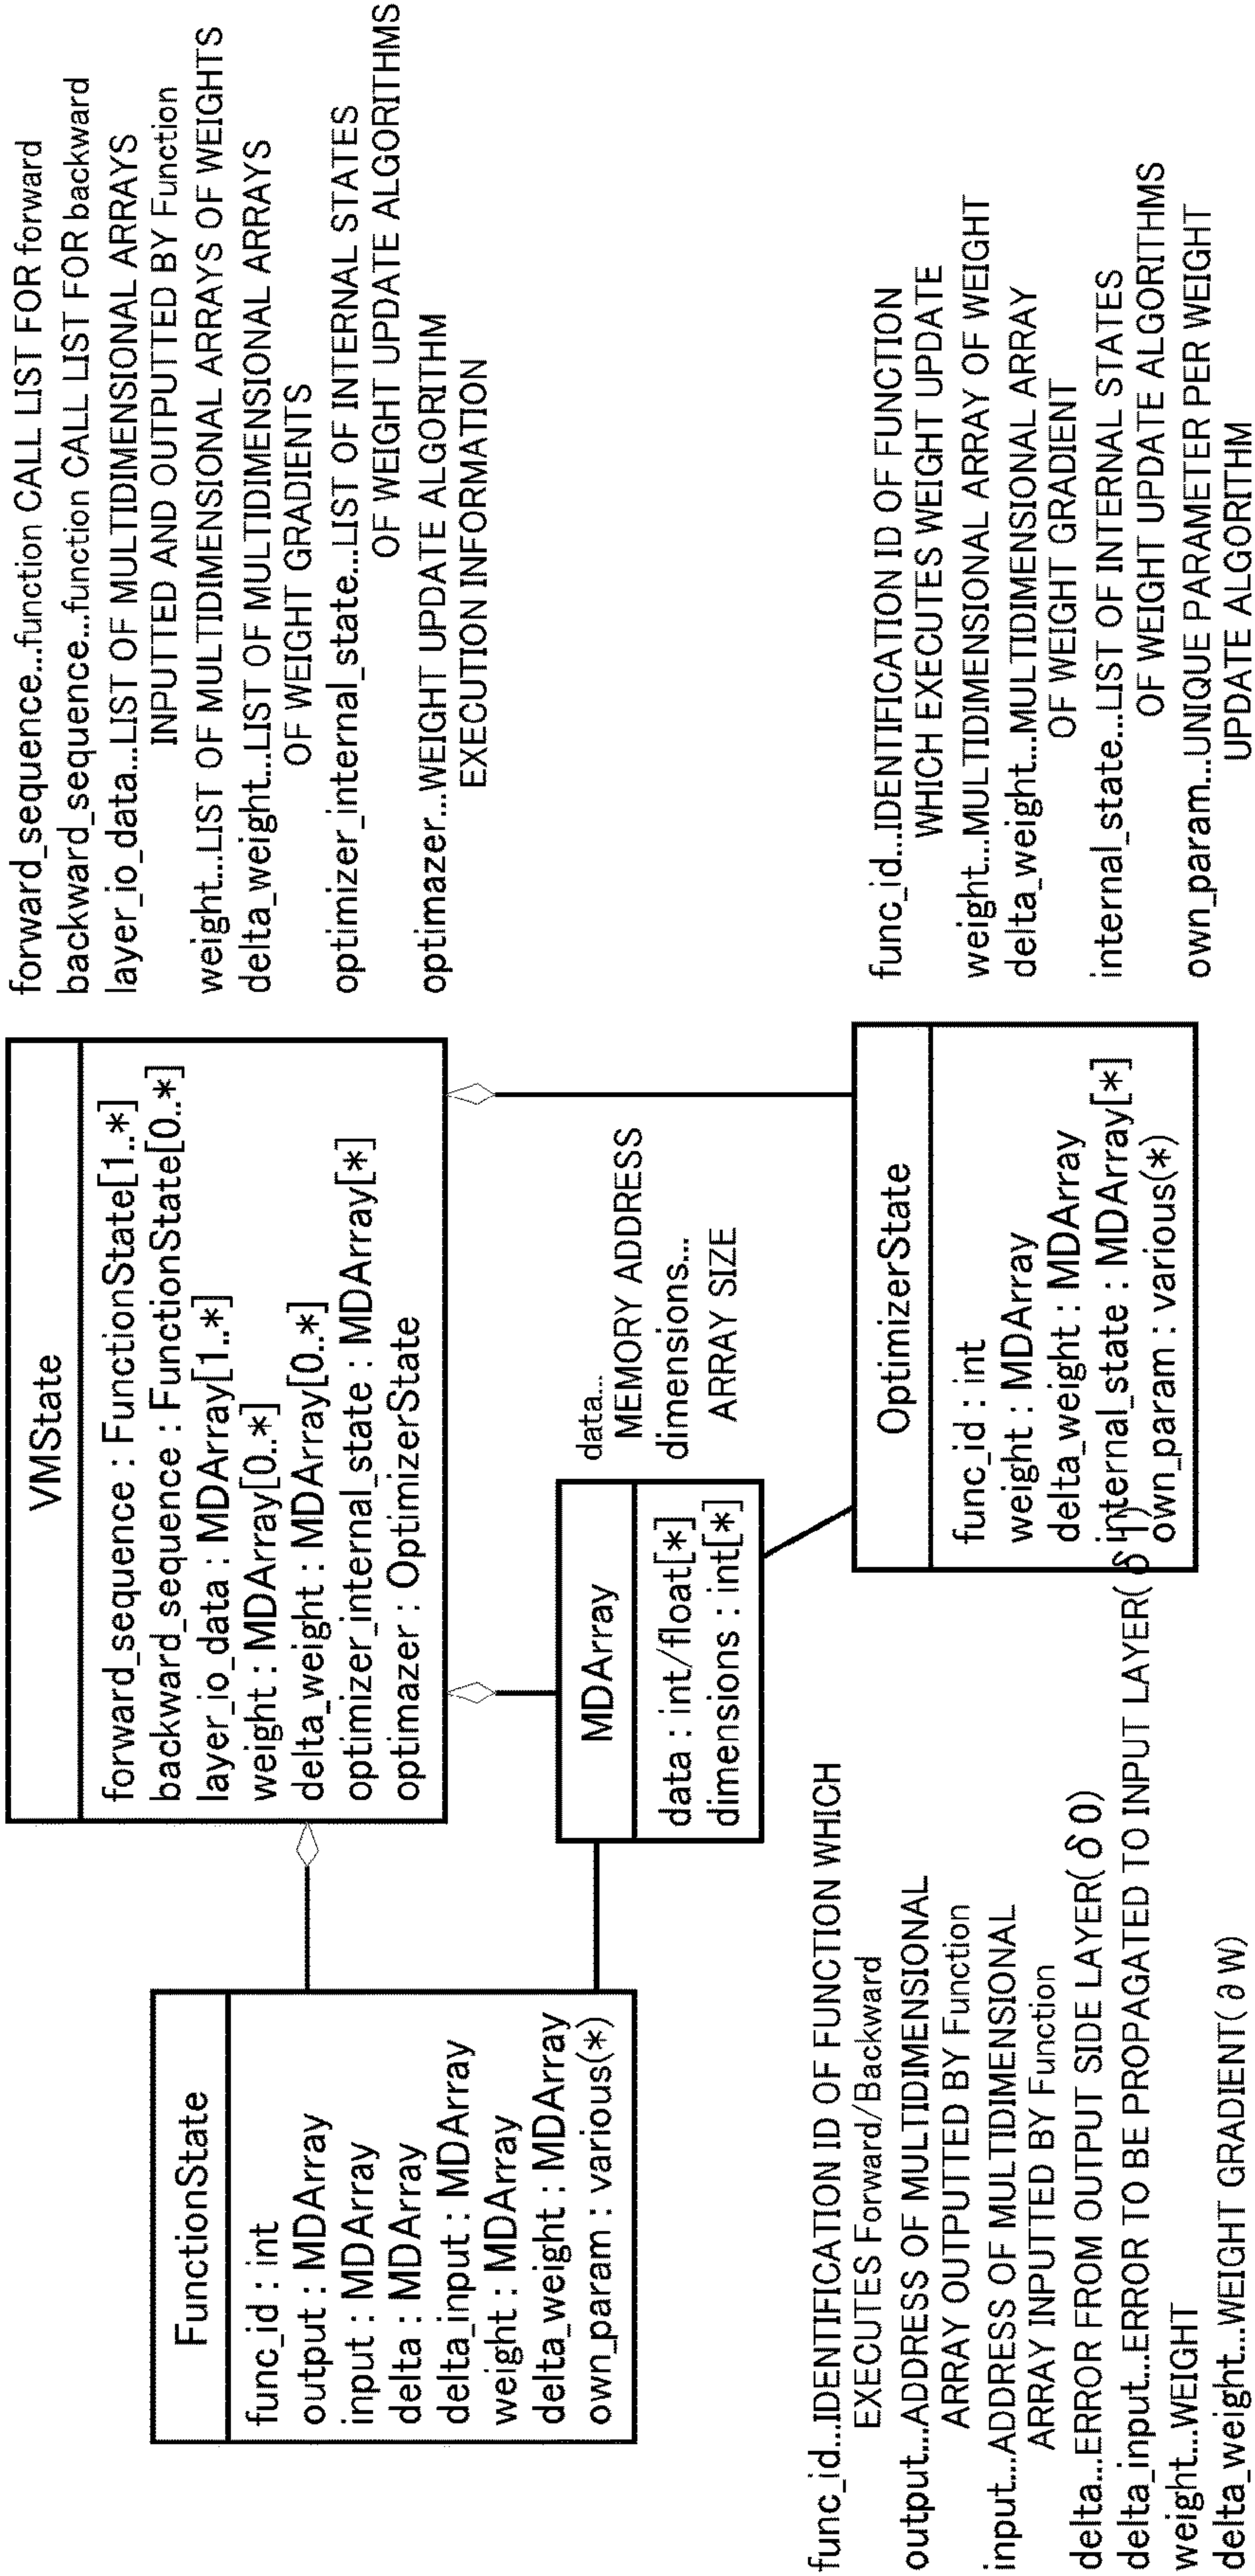 VMState
forward_sequence : FunctionState[1..*]
backward_sequence : FunctionState[0..*]
layer_io_data : MDArray[1..*]
weight : MDArray[0..*]
delta_weight : MDArray[0..*]
optimizer_internal_state : MDArray[*]
optimazer : OptimizerState
forward_sequence...function CALL LIST FOR forward
backward_sequence...function CALL LIST FOR backward
layer_io_data...LIST OF MULTIDIMENSIONAL ARRAYS
INPUTTED AND OUTPUTTED BY Function
weight...LIST OF MULTIDIMENSIONAL ARRAYS OF WEIGHTS
delta_weight...LIST OF MULTIDIMENSIONAL ARRAYS
OF WEIGHT GRADIENTS
optimizer_internal_state...LIST OF INTERNAL STATES
OF WEIGHT UPDATE ALGORITHMS
optimazer...WEIGHT UPDATE ALGORITHM
EXECUTION INFORMATION
FunctionState
func_id : int
output : MDArray
input : MDArray
delta : MDArray
delta_input : MDArray
weight : MDArray
delta_weight : MDArray
own_param : various(*)
MDArray
data : int/float[*]
dimensions : int[*]
data...
MEMORY ADDRESS
dimensions...
ARRAY SIZE
func_id...IDENTIFICATION ID OF FUNCTION WHICH
EXECUTES Forward/Backward
output...ADDRESS OF MULTIDIMENSIONAL
ARRAY OUTPUTTED BY Function
input...ADDRESS OF MULTIDIMENSIONAL
ARRAY INPUTTED BY Function
delta...ERROR FROM OUTPUT SIDE LAYER( δ 0)
delta_input...ERROR TO BE PROPAGATED TO INPUT LAYER( δ 1)
weight...WEIGHT
delta_weight...WEIGHT GRADIENT( ∂ W)
OptimizerState
func_id : int
weight : MDArray
delta_weight : MDArray
internal_state : MDArray[*]
own_param : various(*)
func_id...IDENTIFICATION ID OF FUNCTION
WHICH EXECUTES WEIGHT UPDATE
weight...MULTIDIMENSIONAL ARRAY OF WEIGHT
delta_weight...MULTIDIMENSIONAL ARRAY
OF WEIGHT GRADIENT
internal_state...LIST OF INTERNAL STATES
OF WEIGHT UPDATE ALGORITHMS
own_param...UNIQUE PARAMETER PER WEIGHT
UPDATE ALGORITHM